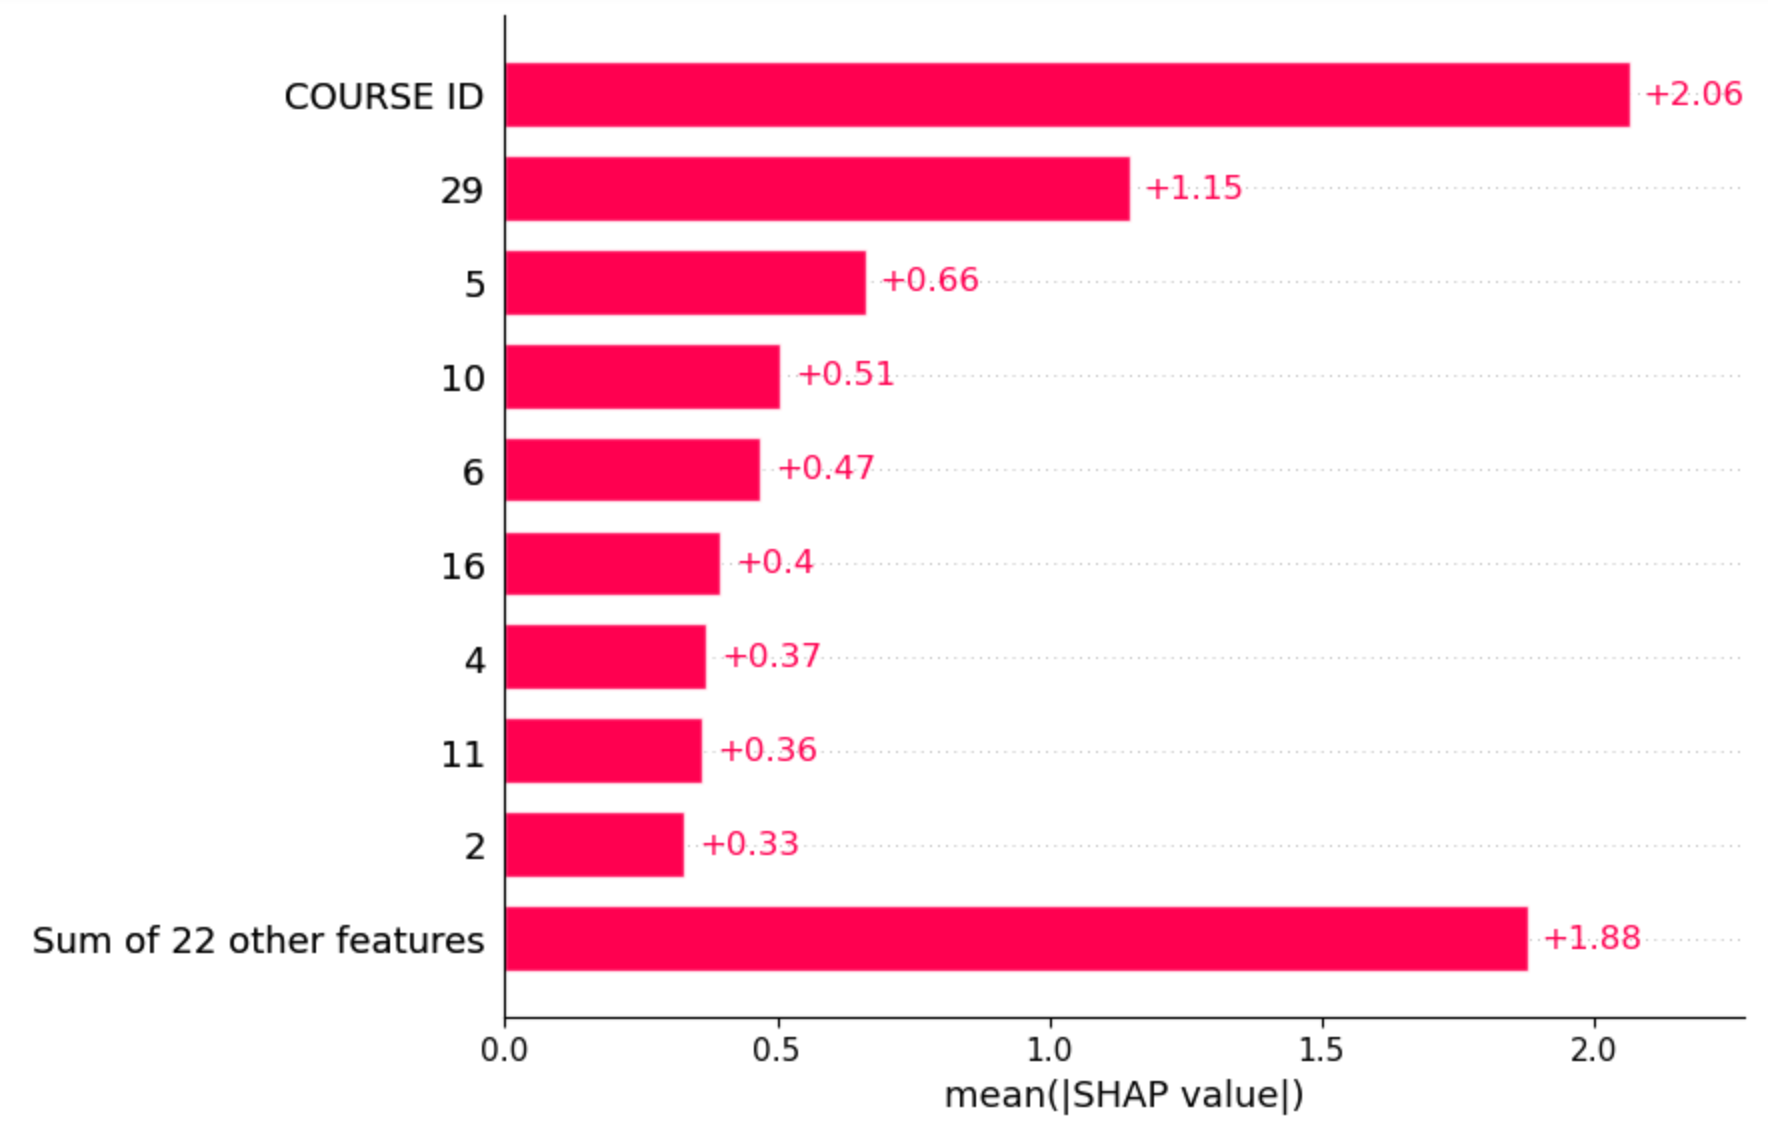 COURSE ID +2.06
29 +1.15
5 +0.66
10 +0.51
6 +0.47
16 +0.4
4 +0.37
11 +0.36
2 +0.33
Sum of 22 other features +1.88
0.0 0.5 1.0 1.5 2.0
mean(|SHAP value|)